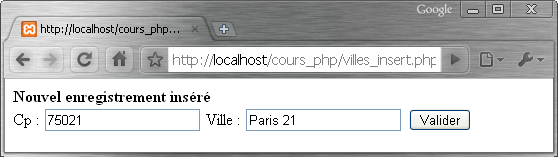 Google
http://localhost/cours_php...
http://localhost/cours_php/villes_insert.php
Nouvel enregistrement inséré
Cp : 75021 Ville : Paris 21 Valider